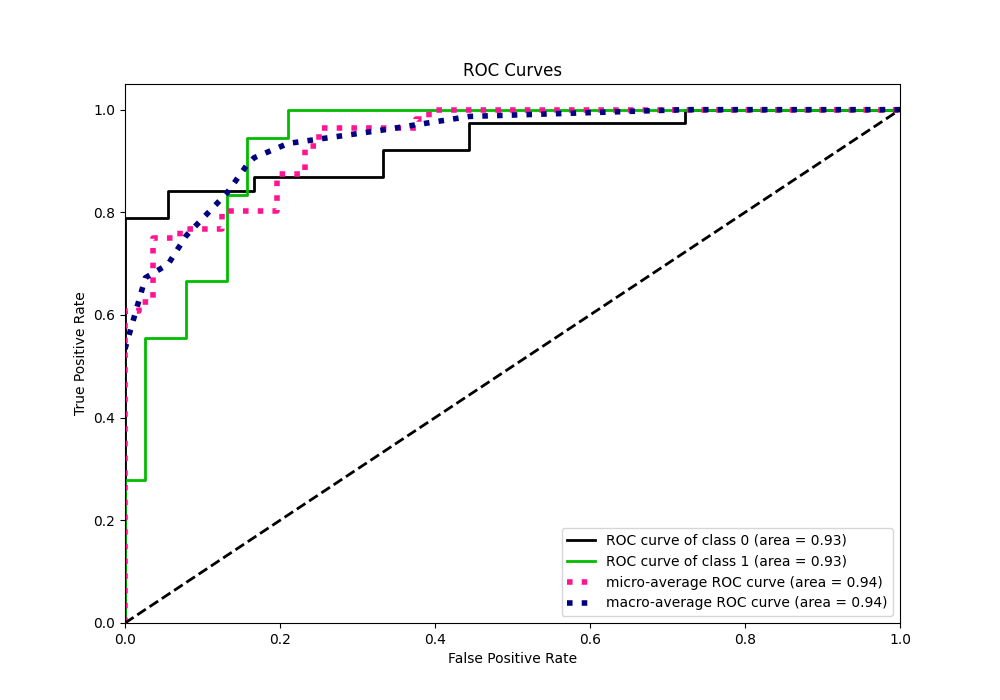 ROC Curves
1.0
0.8
0.6
0.4
0.2
0.0
True Positive Rate
0.0 0.2 0.4 0.6 0.8 1.0
False Positive Rate
ROC curve of class 0 (area = 0.93)
ROC curve of class 1 (area = 0.93)
micro-average ROC curve (area = 0.94)
macro-average ROC curve (area = 0.94)